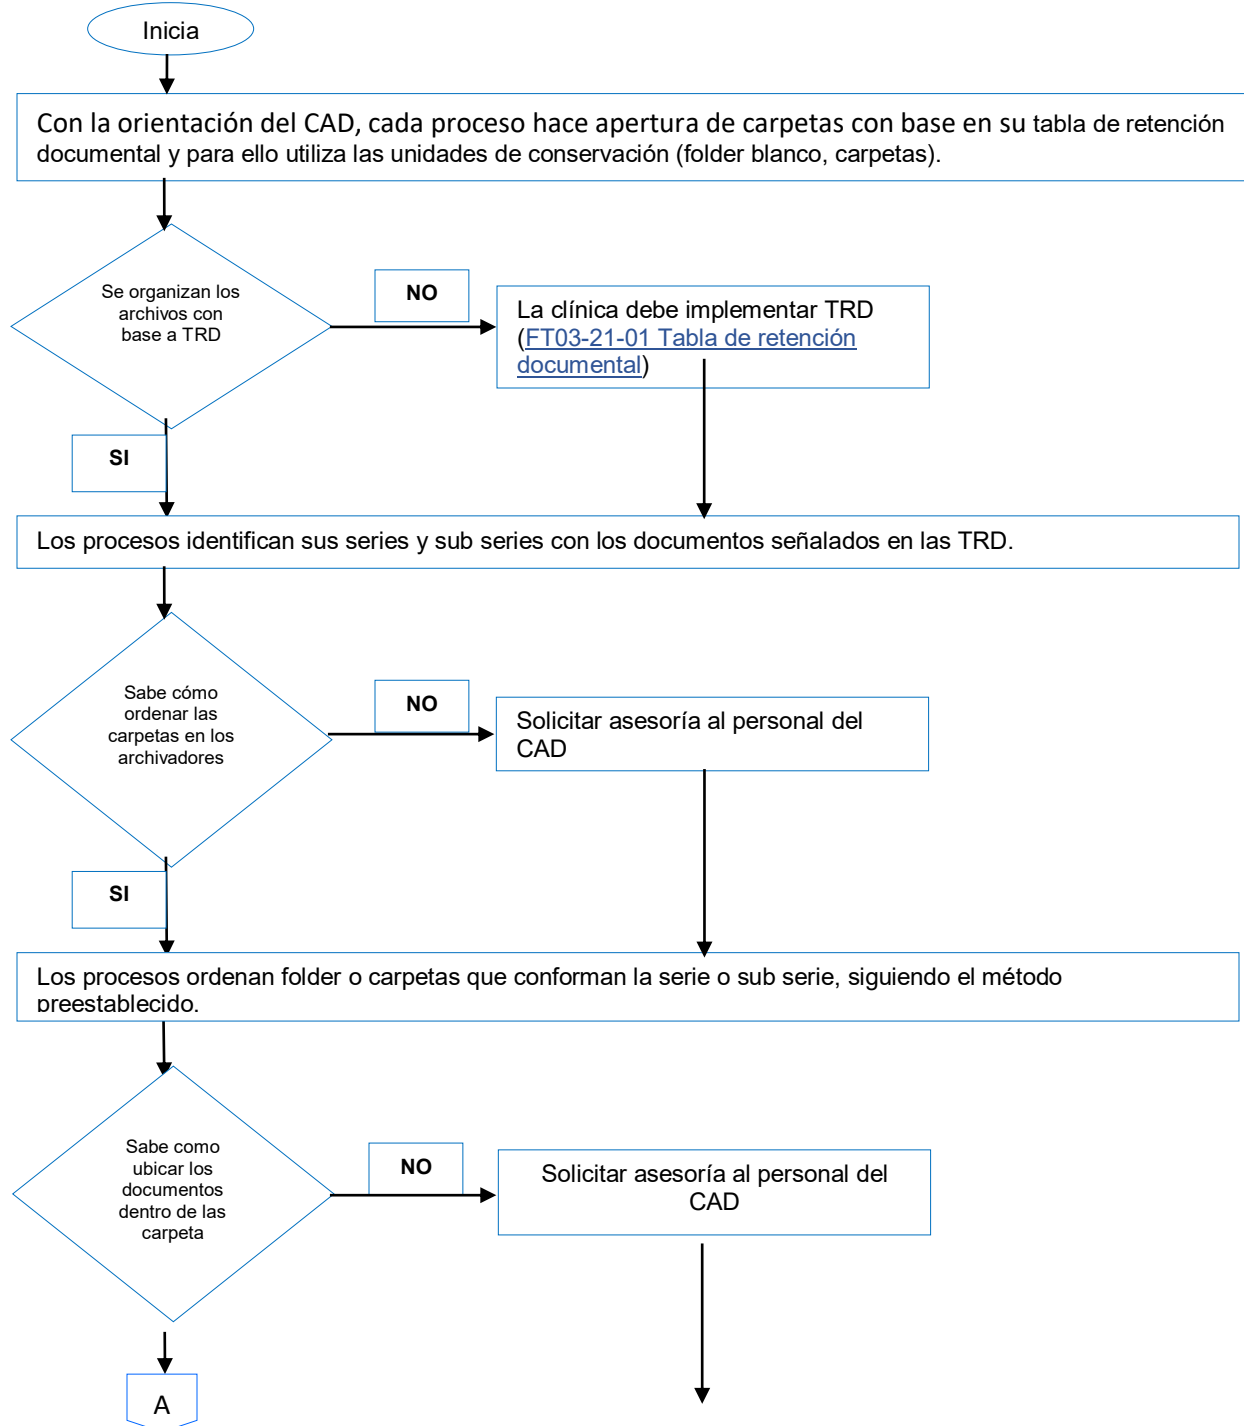 Inicia
Con la orientación del CAD, cada proceso hace apertura de carpetas con base en su tabla de retención
documental y para ello utiliza las unidades de conservación (folder blanco, carpetas).
Se organizan los
archivos con
base a TRD
NO
La clínica debe implementar TRD
(FT03-21-01 Tabla de retención
documental)
SI
Los procesos identifican sus series y sub series con los documentos señalados en las TRD.
Sabe cómo
ordenar las
carpetas en los
archivadores
NO
Solicitar asesoría al personal del
CAD
SI
Los procesos ordenan folder o carpetas que conforman la serie o sub serie, siguiendo el método
preestablecido.
Sabe como
ubicar los
documentos
dentro de las
carpeta
NO
Solicitar asesoría al personal del
CAD
A